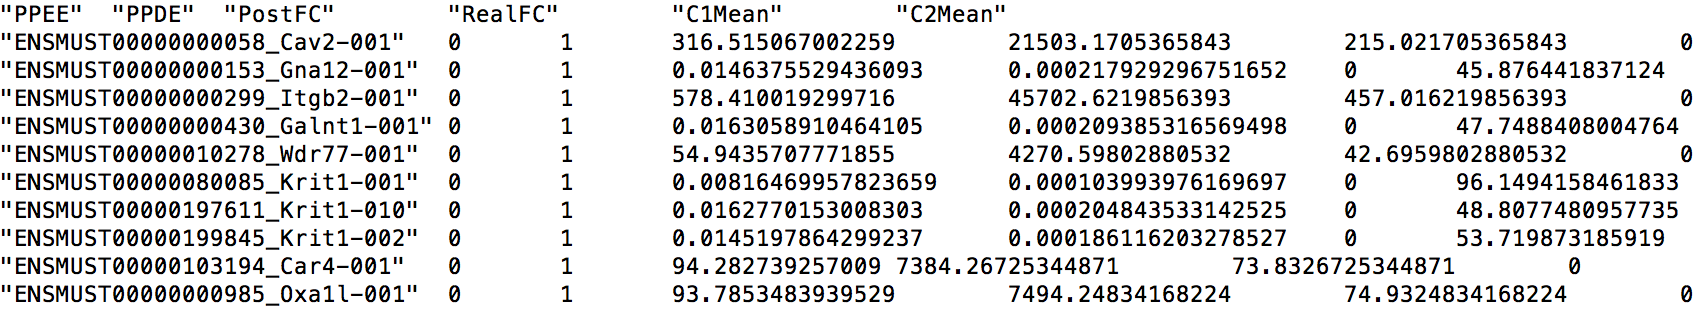 "PPEE" "PPDE" "PostFC" "RealFC" "C1Mean" "C2Mean"
"ENSMUST00000000058_Cav2-001" 0 1 316.515067002259 21503.1705365843 215.021705365843 0
"ENSMUST00000000153_Gna12-001" 0 1 0.0146375529436093 0.000217929296751652 0 45.876441837124
"ENSMUST00000000299_Itgb2-001" 0 1 578.410019299716 45702.6219856393 457.016219856393 0
"ENSMUST00000000430_Galnt1-001" 0 1 0.0163058910464105 0.000209385316569498 0 47.7488408004764
"ENSMUST00000010278_Wdr77-001" 0 1 54.9435707771855 4270.59802880532 42.6959802880532 0
"ENSMUST00000080085_Krit1-001" 0 1 0.00816469957823659 0.000103993976169697 0 96.1494158461833
"ENSMUST00000197611_Krit1-010" 0 1 0.0162770153008303 0.000204843533142525 0 48.8077480957735
"ENSMUST00000199845_Krit1-002" 0 1 0.0145197864299237 0.000186116203278527 0 53.719873185919
"ENSMUST00000103194_Car4-001" 0 1 94.282739257009 7384.26725344871 73.8326725344871 0
"ENSMUST00000000985_Oxa1l-001" 0 1 93.7853483939529 7494.24834168224 74.9324834168224 0